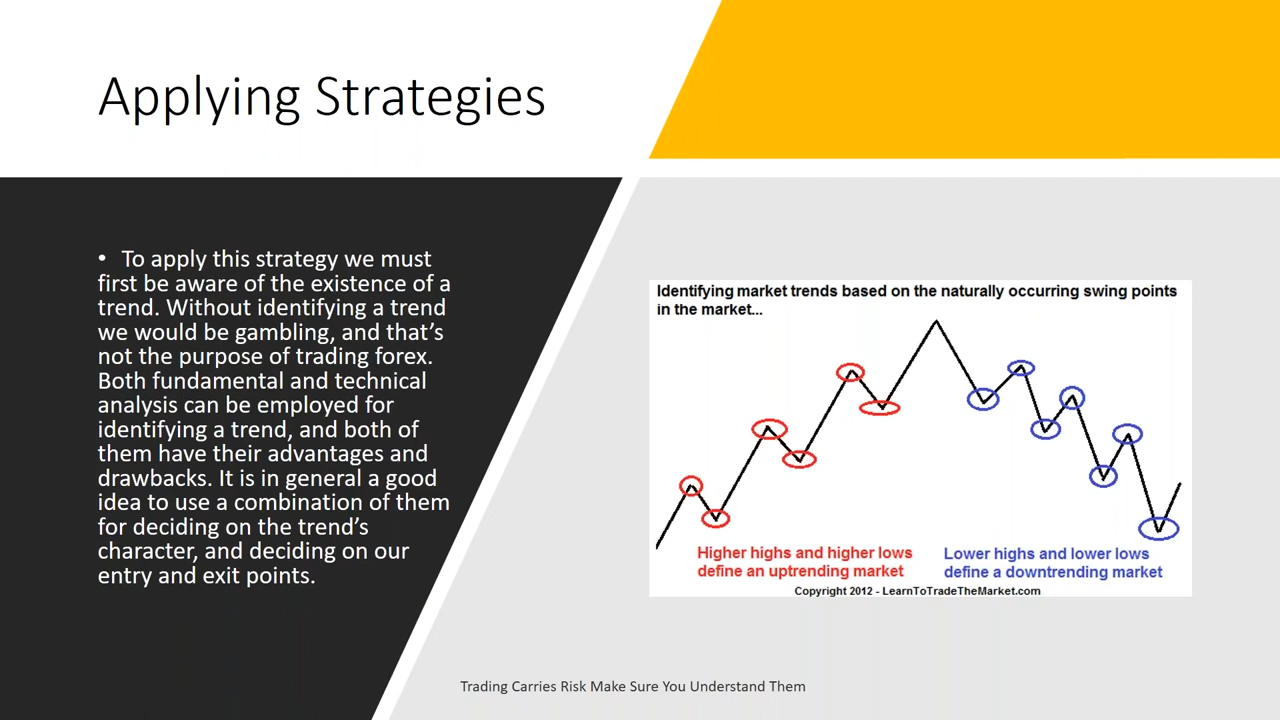 Applying Strategies
• To apply this strategy we must
first be aware of the existence of a
trend. Without identifying a trend
we would be gambling, and that’s
not the purpose of trading forex.
Both fundamental and technical
analysis can be employed for
identifying a trend, and both of
them have their advantages and
drawbacks. It is in general a good
idea to use a combination of them
for deciding on the trend’s
character, and deciding on our
entry and exit points.
Identifying market trends based on the naturally occurring swing points
in the market...
Higher highs and higher lows
define an uptrending market
Lower highs and lower lows
define a downtrending market
Copyright 2012 - LearnToTradeTheMarket.com
Trading Carries Risk Make Sure You Understand Them